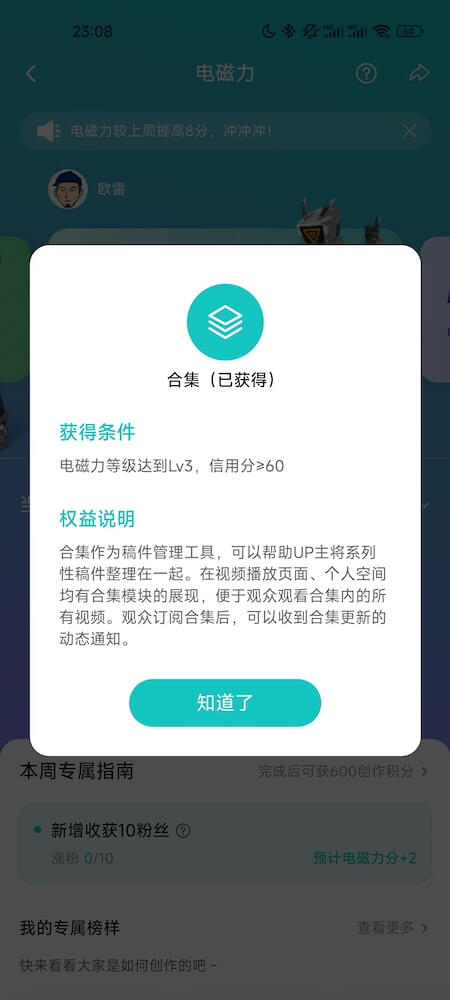 23:08
64
电磁力
电磁力较上周提高8分，冲冲冲！
欧雷
合集（已获得）
获得条件
电磁力等级达到Lv3，信用分≥60
权益说明
合集作为稿件管理工具，可以帮助UP主将系列
性稿件整理在一起。在视频播放页面、个人空间
均有合集模块的展现，便于观众观看合集内的所
有视频。观众订阅合集后，可以收到合集更新的
动态通知。
知道了
本周专属指南
完成后可获600创作积分
新增收获10粉丝
涨粉 0/10
预计电磁力分+2
我的专属榜样
查看更多
快来看看大家是如何创作的吧 ~